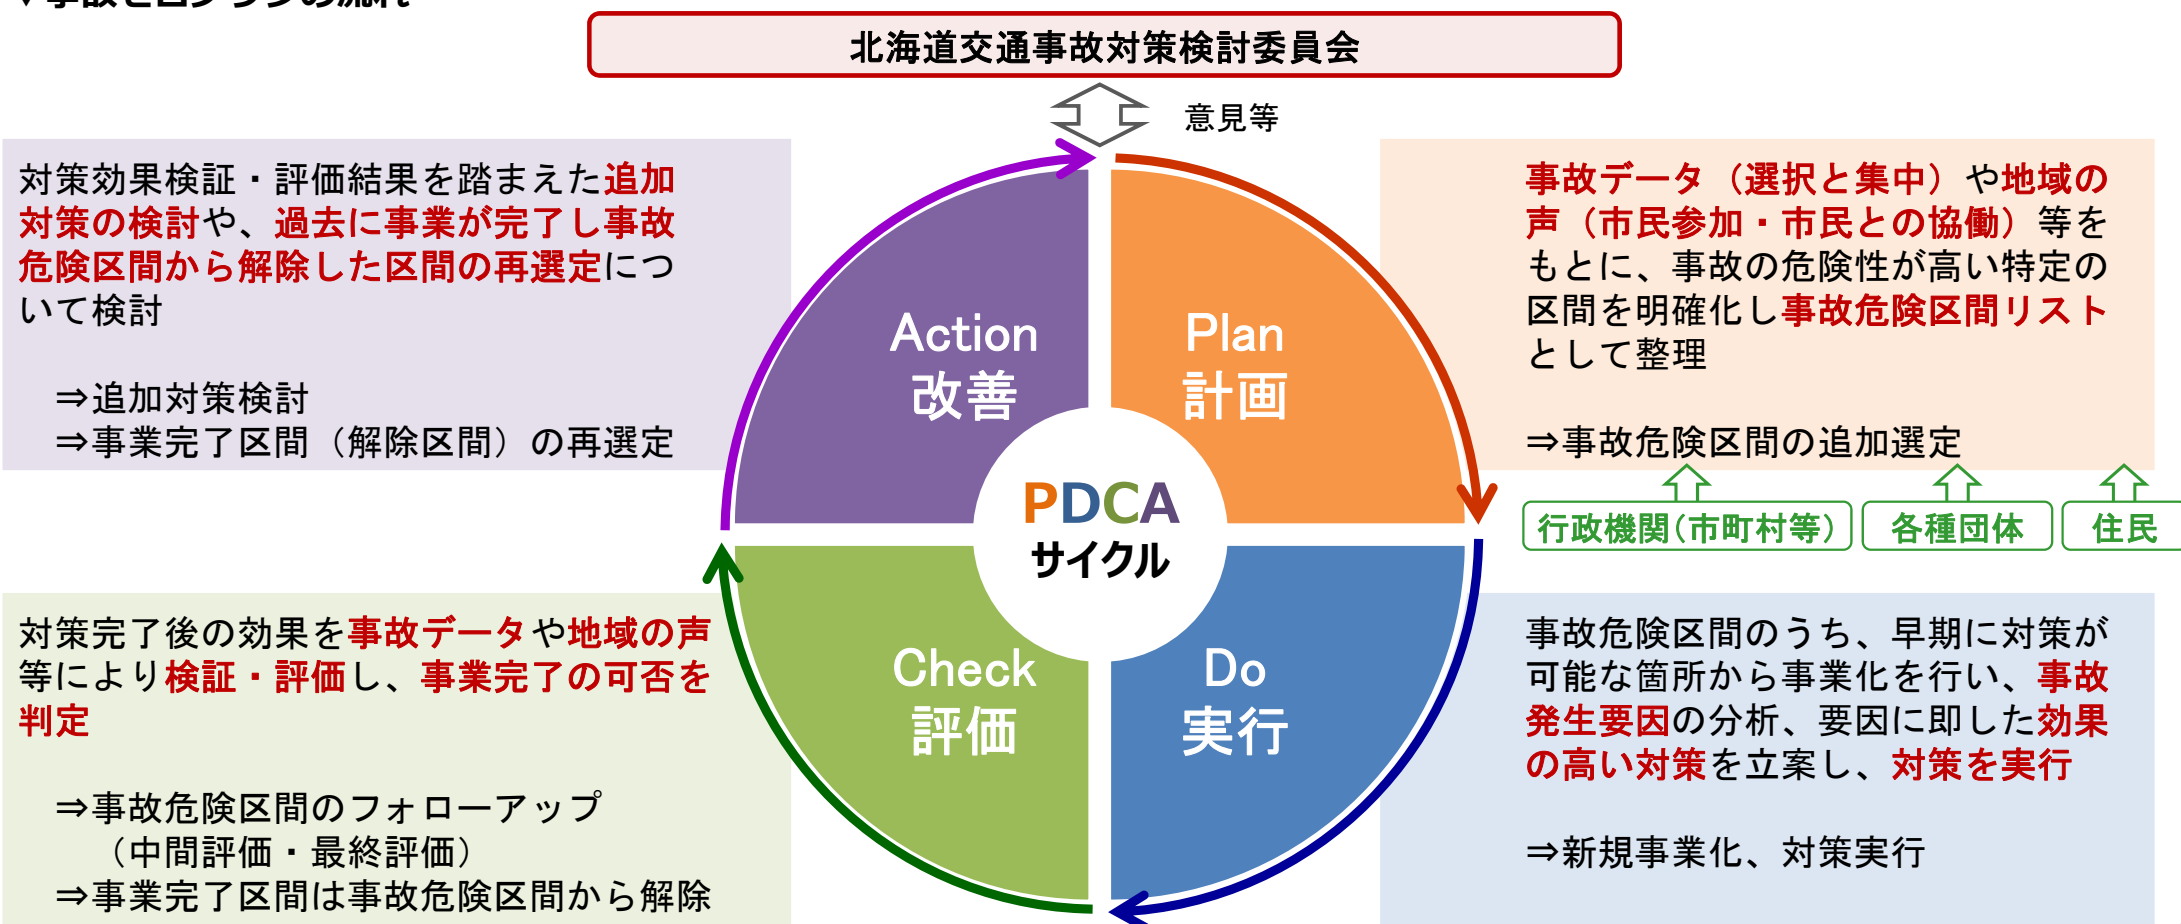 北海道交通事故対策検討委員会
意見等
対策効果検証・評価結果を踏まえた追加
対策の検討や、過去に事業が完了し事故
危険区間から解除した区間の再選定につ
いて検討
⇒追加対策検討
⇒事業完了区間（解除区間）の再選定
事故データ（選択と集中）や地域の
声（市民参加・市民との協働）等を
もとに、事故の危険性が高い特定の
区間を明確化し事故危険区間リスト
として整理
⇒事故危険区間の追加選定
行政機関(市町村等)
各種団体
住民
Action
改善
Plan
計画
PDCA
サイクル
Check
評価
Do
実行
対策完了後の効果を事故データや地域の声
等により検証・評価し、事業完了の可否を
判定
⇒事故危険区間のフォローアップ
（中間評価・最終評価）
⇒事業完了区間は事故危険区間から解除
事故危険区間のうち、早期に対策が
可能な箇所から事業化を行い、事故
発生要因の分析、要因に即した効果
の高い対策を立案し、対策を実行
⇒新規事業化、対策実行